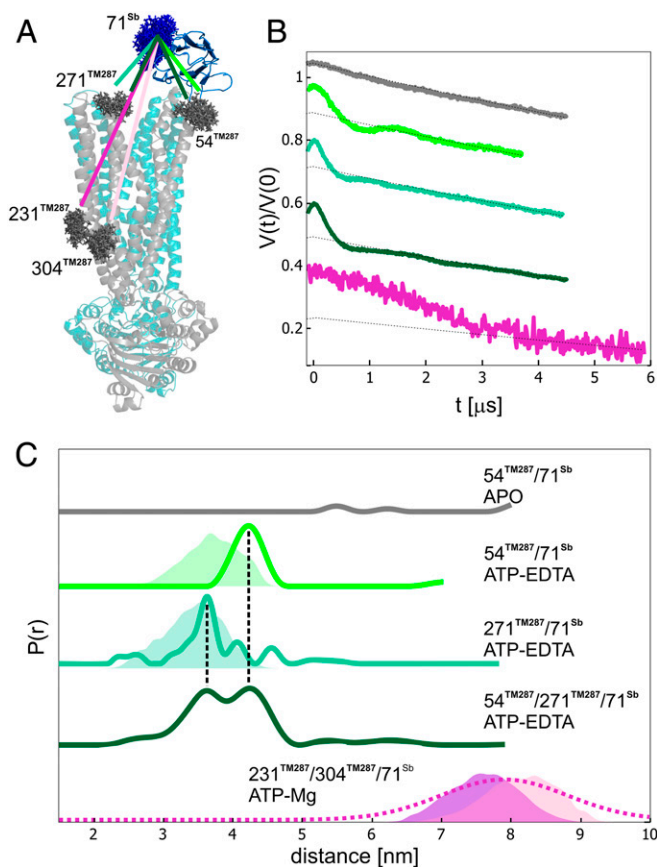 A
71^Sb
271^TM287
54^TM287
231^TM287
304^TM287
B
V(t)/V(0)
1
0.8
0.6
0.4
0.2
0 1 2 3 4 5 6
t [μs]
C
P(r)
54^TM287/71^Sb
APO
54^TM287/71^Sb
ATP-EDTA
271^TM287/71^Sb
ATP-EDTA
54^TM287/271^TM287/71^Sb
ATP-EDTA
231^TM287/304^TM287/71^Sb
ATP-Mg
2 3 4 5 6 7 8 9 10
distance [nm]